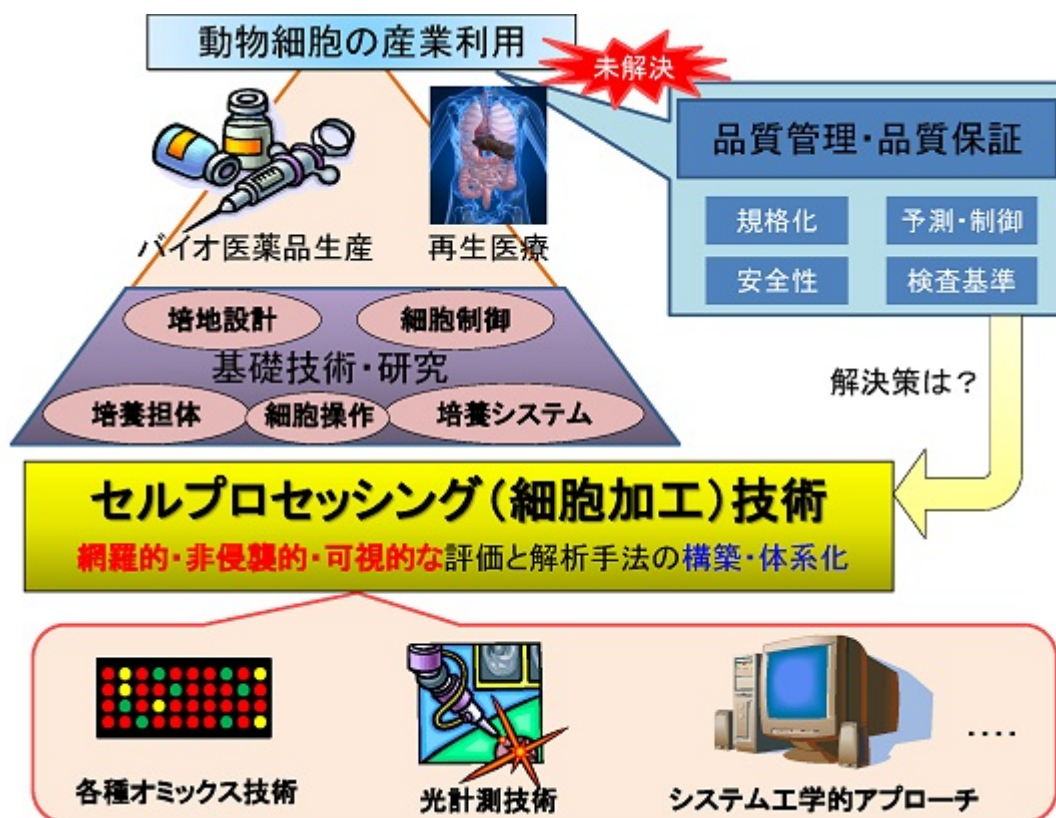 動物細胞の産業利用
未解決
品質管理・品質保証
規格化
予測・制御
安全性
検査基準
バイオ医薬品生産
再生医療
培地設計
細胞制御
基礎技術・研究
培養担体
細胞操作
培養システム
解決策は？
セルプロセッシング（細胞加工）技術
網羅的・非侵襲的・可視的な評価と解析手法の構築・体系化
各種オミックス技術
光計測技術
システム工学的アプローチ
‥‥